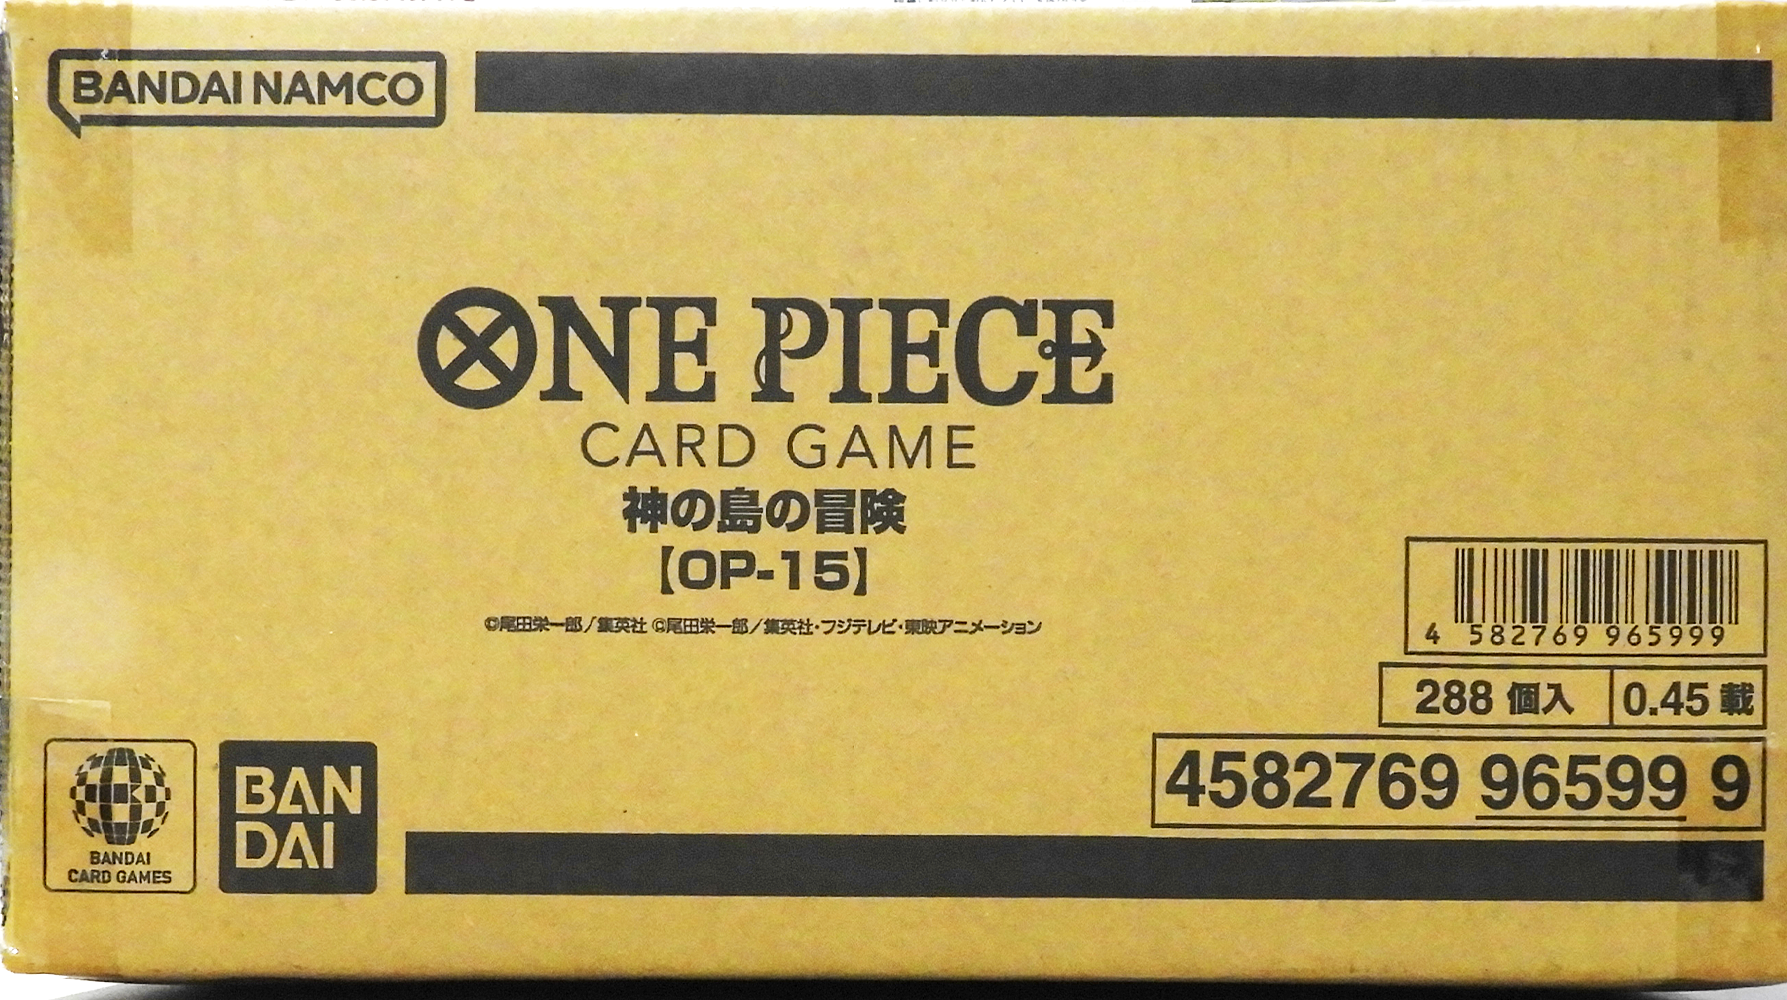 BANDAI NAMCO
ONE PIECE
CARD GAME
神の島の冒険
【OP-15】
©尾田栄一郎/集英社 ©尾田栄一郎/集英社・フジテレビ・東映アニメーション
4 582769 965999
288 個入 0.45 載
4582769 96599 9
BANDAI
CARD GAMES
BAN
DAI